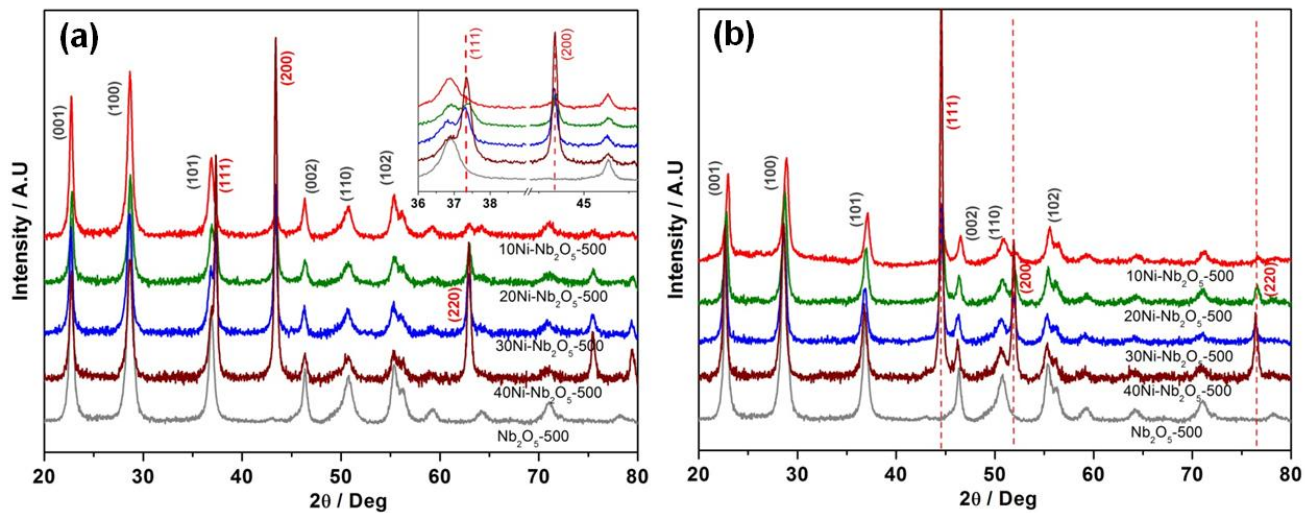 (a)
(001)
(100)
(101)
(111)
(200)
(002)
(110)
(102)
(220)
(111)
(200)
36 37 38 45
10Ni-Nb₂O₅-500
20Ni-Nb₂O₅-500
30Ni-Nb₂O₅-500
40Ni-Nb₂O₅-500
Nb₂O₅-500
Intensity / A.U
20 30 40 50 60 70 80
2θ / Deg
(b)
(001)
(100)
(101)
(111)
(002)
(110)
(200)
(102)
(220)
10Ni-Nb₂O₅-500
20Ni-Nb₂O₅-500
30Ni-Nb₂O₅-500
40Ni-Nb₂O₅-500
Nb₂O₅-500
Intensity / A.U
20 30 40 50 60 70 80
2θ / Deg